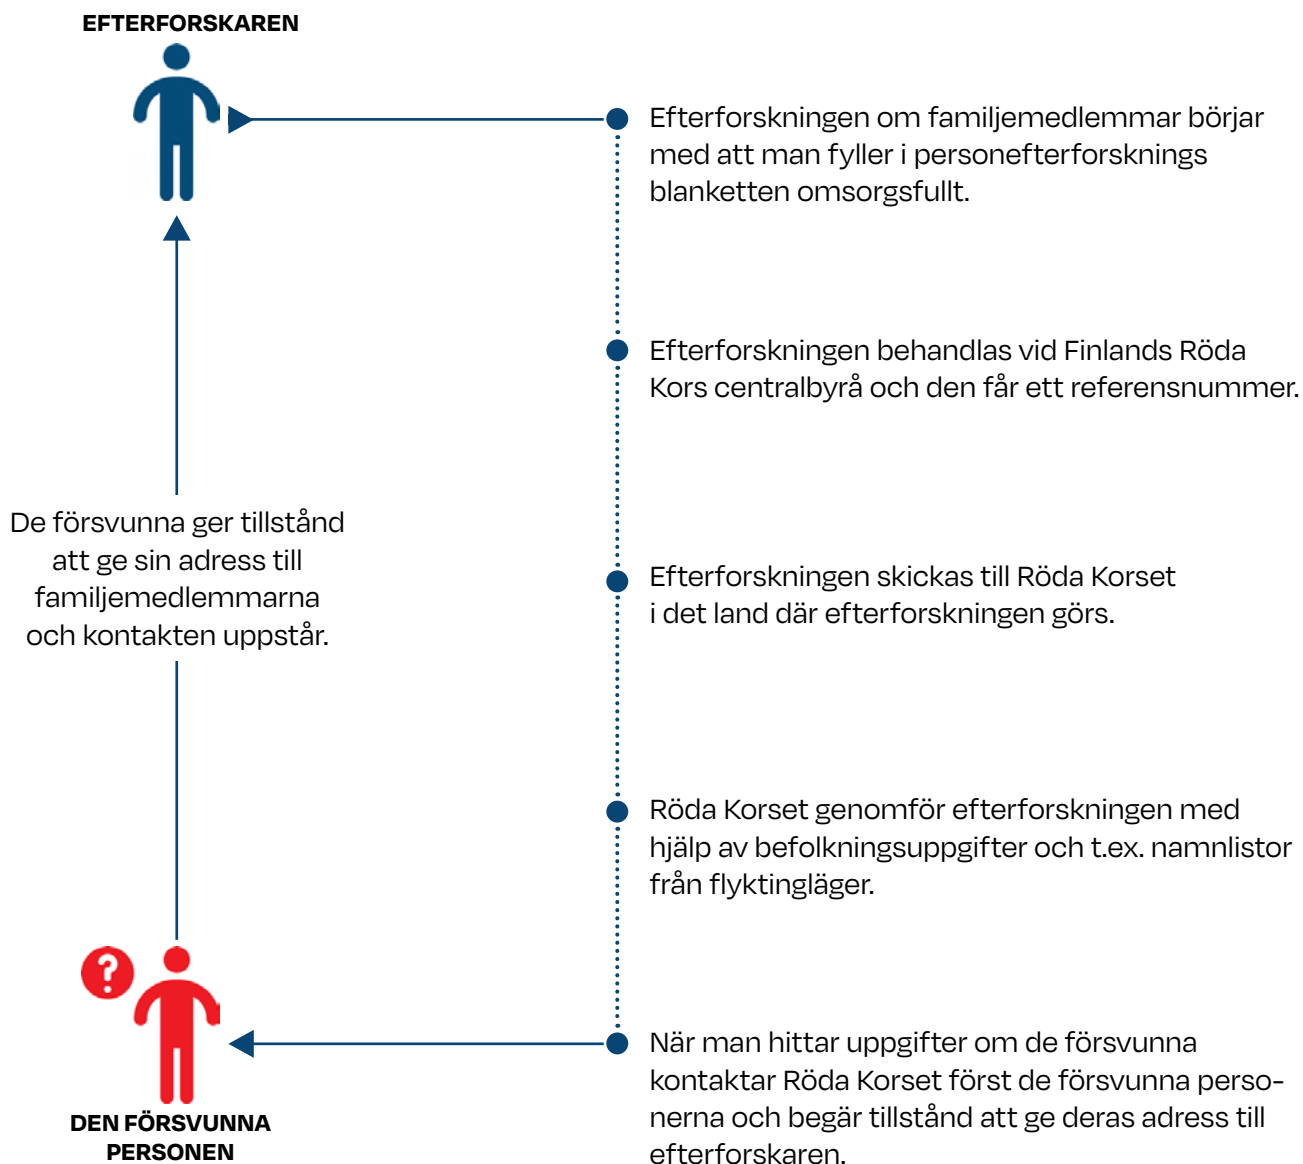 EFTERFORSKAREN
Efterforskningen om familjemedlemmar börjar
med att man fyller i personefterforsknings
blanketten omsorgsfullt.
Efterforskningen behandlas vid Finlands Röda
Kors centralbyrå och den får ett referensnummer.
De försvunna ger tillstånd
att ge sin adress till
familjemedlemmarna
och kontakten uppstår.
Efterforskningen skickas till Röda Korset
i det land där efterforskningen görs.
Röda Korset genomför efterforskningen med
hjälp av befolkningsuppgifter och t.ex. namnlistor
från flyktingläger.
?
DEN FÖRSVUNNA
PERSONEN
När man hittar uppgifter om de försvunna
kontaktar Röda Korset först de försvunna perso-
nerna och begär tillstånd att ge deras adress till
efterforskaren.